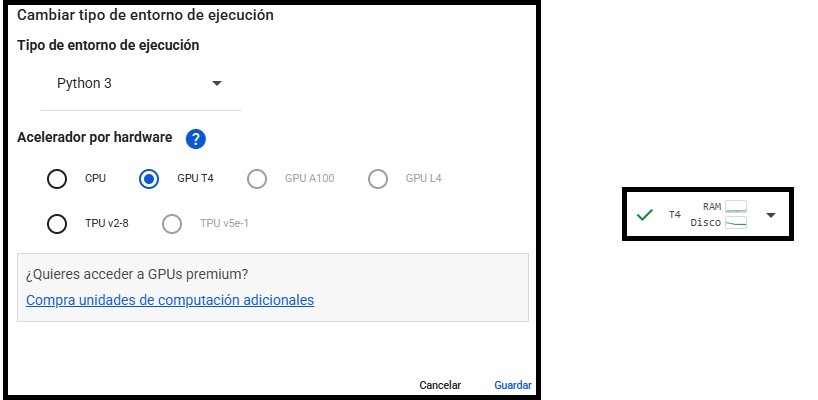 Cambiar tipo de entorno de ejecución
Tipo de entorno de ejecución
Python 3
Acelerador por hardware ?
CPU GPU T4 GPU A100 GPU L4
TPU v2-8 TPU v5e-1
¿Quieres acceder a GPUs premium?
Compra unidades de computación adicionales
Cancelar Guardar
T4 RAM
Disco